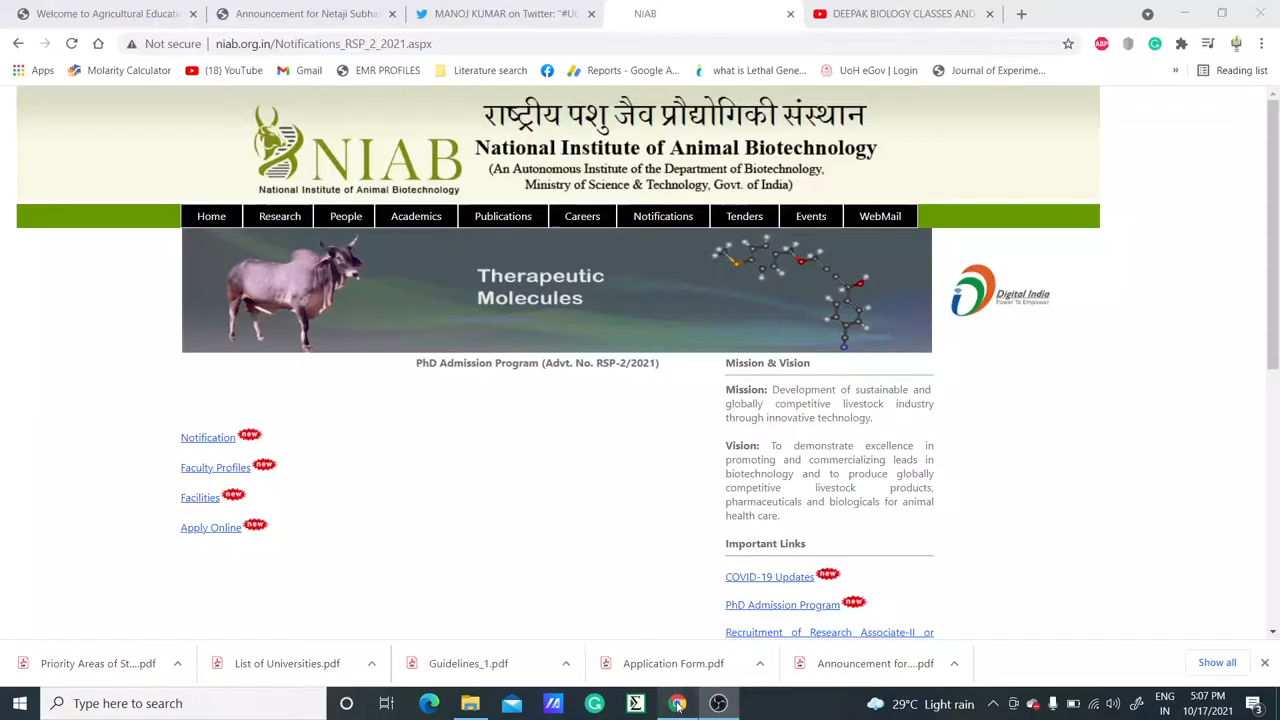 Welcome to Agricultural Educati
Announcement for Netaji Subha
MANOJ KUMAR on Twitter: "#UG
NIAB
DEEPAK BIOLOGY CLASSES AND
Not secure | niab.org.in/Notifications_RSP_2_2021.aspx
Apps
Molarity Calculator
(18) YouTube
Gmail
EMR PROFILES
Literature search
Reports - Google A...
what is Lethal Gene...
UoH eGov | Login
Journal of Experime...
»
Reading list
NIAB
National Institute of Animal Biotechnology
राष्ट्रीय पशु जैव प्रौद्योगिकी संस्थान
National Institute of Animal Biotechnology
(An Autonomous Institute of the Department of Biotechnology,
Ministry of Science & Technology, Govt. of India)
Home
Research
People
Academics
Publications
Careers
Notifications
Tenders
Events
WebMail
Therapeutic
Molecules
Digital India
Power To Empower
PhD Admission Program (Advt. No. RSP-2/2021)
Notification new
Faculty Profiles new
Facilities new
Apply Online new
Mission & Vision
Mission: Development of sustainable and
globally competitive livestock industry
through innovative technology.
Vision: To demonstrate excellence in
promoting and commercializing leads in
biotechnology and to produce globally
competitive livestock products,
pharmaceuticals and biologicals for animal
health care.
Important Links
COVID-19 Updates new
PhD Admission Program new
Recruitment of Research Associate-II or
Priority Areas of St....pdf
List of Universities.pdf
Guidelines_1.pdf
Application Form.pdf
Announcement for....pdf
Show all
Type here to search
29°C Light rain
ENG
IN
5:07 PM
10/17/2021